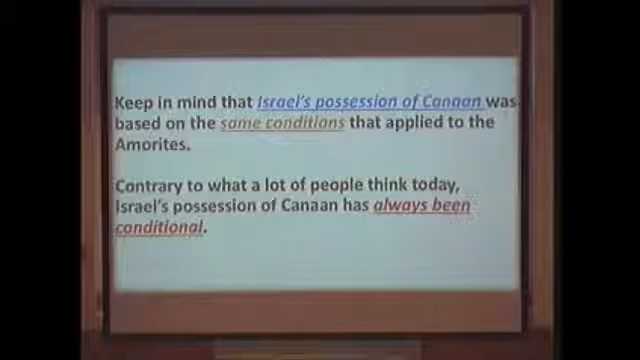 Keep in mind that Israel's possession of Canaan was
based on the same conditions that applied to the
Amorites.
Contrary to what a lot of people think today,
Israel's possession of Canaan has always been
conditional.